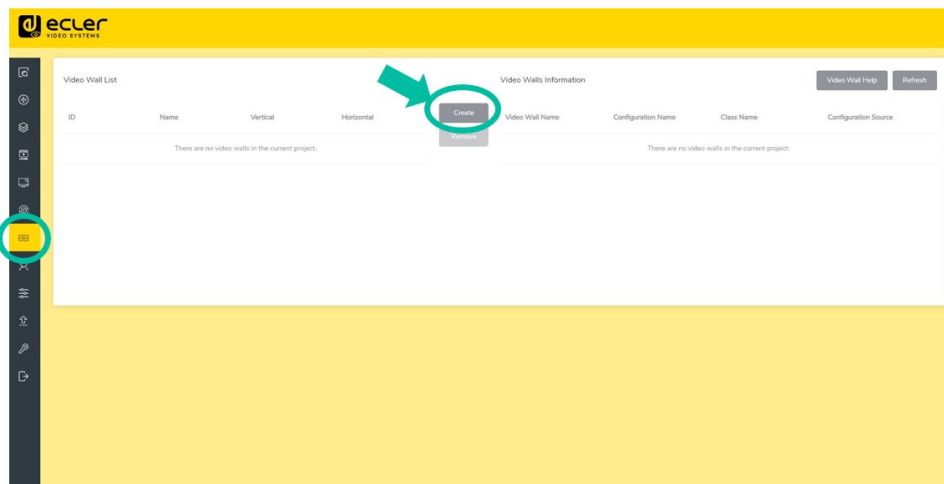 ecler
VIDEO SYSTEMS
Video Wall List
ID Name Vertical Horizontal
There are no video walls in the current project.
Create
Remove
Video Walls Information
Video Wall Help Refresh
Video Wall Name Configuration Name Class Name Configuration Source
There are no video walls in the current project.